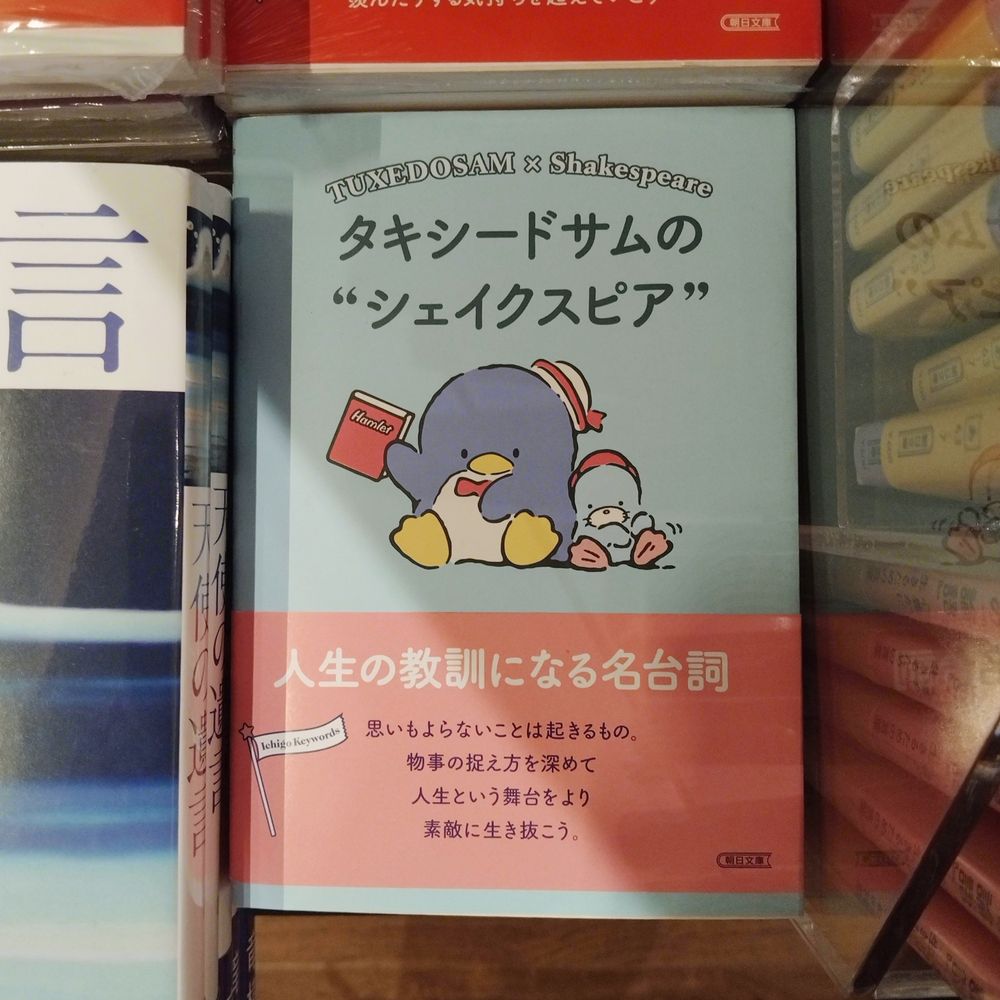 朝日文庫
TUXEDOSAM × Shakespeare
タキシードサムの
“シェイクスピア”
Hamlet
人生の教訓になる名台詞
Ichigo Keywords
思いもよらないことは起きるもの。
物事の捉え方を深めて
人生という舞台をより
素敵に生き抜こう。
朝日文庫
言
天使の遺言
天使の遺言